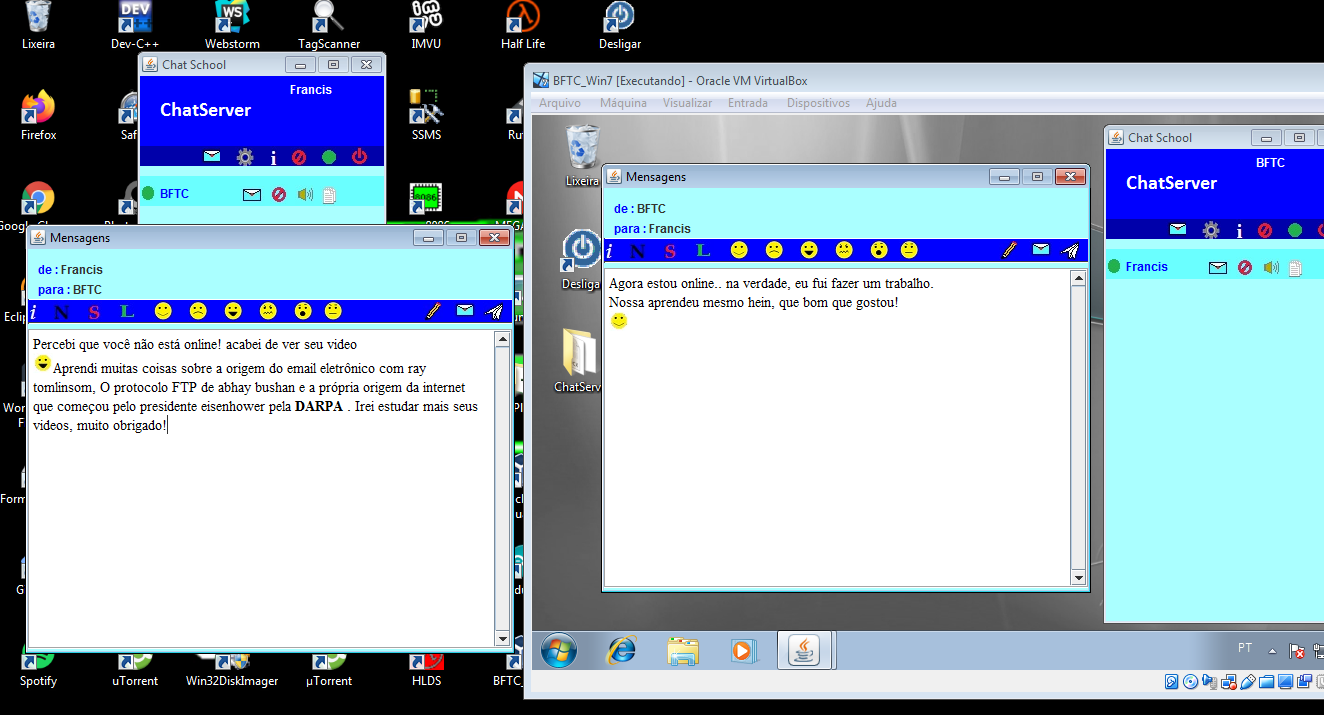 Lixeira
Dev-C++
Webstorm
TagScanner
IMVU
Half Life
Desligar
Chat School
Francis
ChatServer
BFTC
Firefox
Saf
SSMS
Ru
Mensagens
de : Francis
para : BFTC
i N S L
Percebi que você não está online! acabei de ver seu video
Aprendi muitas coisas sobre a origem do email eletrônico com ray
tomlinsom, O protocolo FTP de abhay bushan e a própria origem da internet
que começou pelo presidente eisenhower pela DARPA . Irei estudar mais seus
videos, muito obrigado!
Eclip
Wor
Form
G
Spotify
uTorrent
Win32DiskImager
µTorrent
HLDS
BFTC_
BFTC_Win7 [Executando] - Oracle VM VirtualBox
Arquivo Máquina Visualizar Entrada Dispositivos Ajuda
Lixeira
Desliga
ChatServ
Mensagens
de : BFTC
para : Francis
i N S L
Agora estou online.. na verdade, eu fui fazer um trabalho.
Nossa aprendeu mesmo hein, que bom que gostou!
Chat School
BFTC
ChatServer
Francis
PT